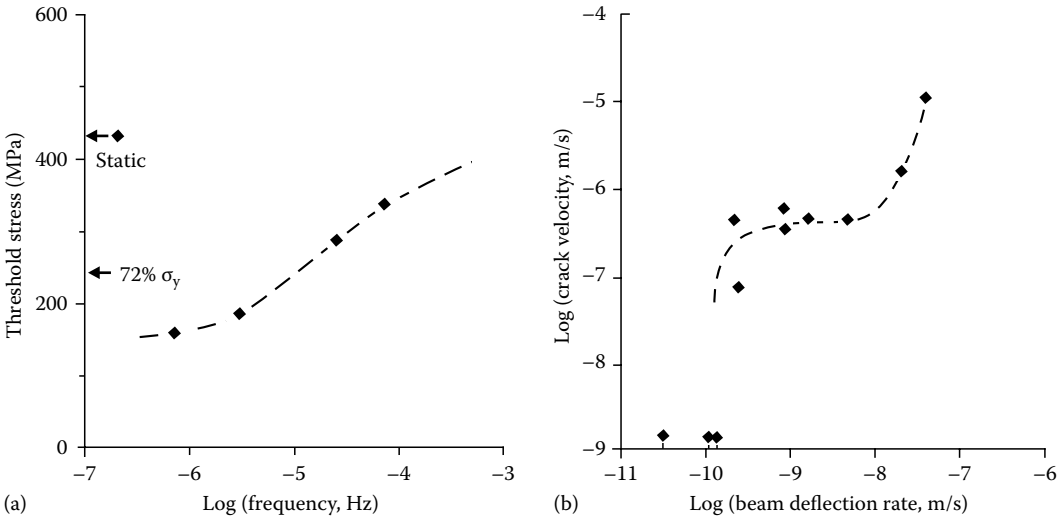 600
400
200
0
Threshold stress (MPa)
Static
72% σy
−7
−6
−5
−4
−3
Log (frequency, Hz)
(a)
−4
−5
−6
−7
−8
−9
Log (crack velocity, m/s)
−11
−10
−9
−8
−7
−6
Log (beam deflection rate, m/s)
(b)